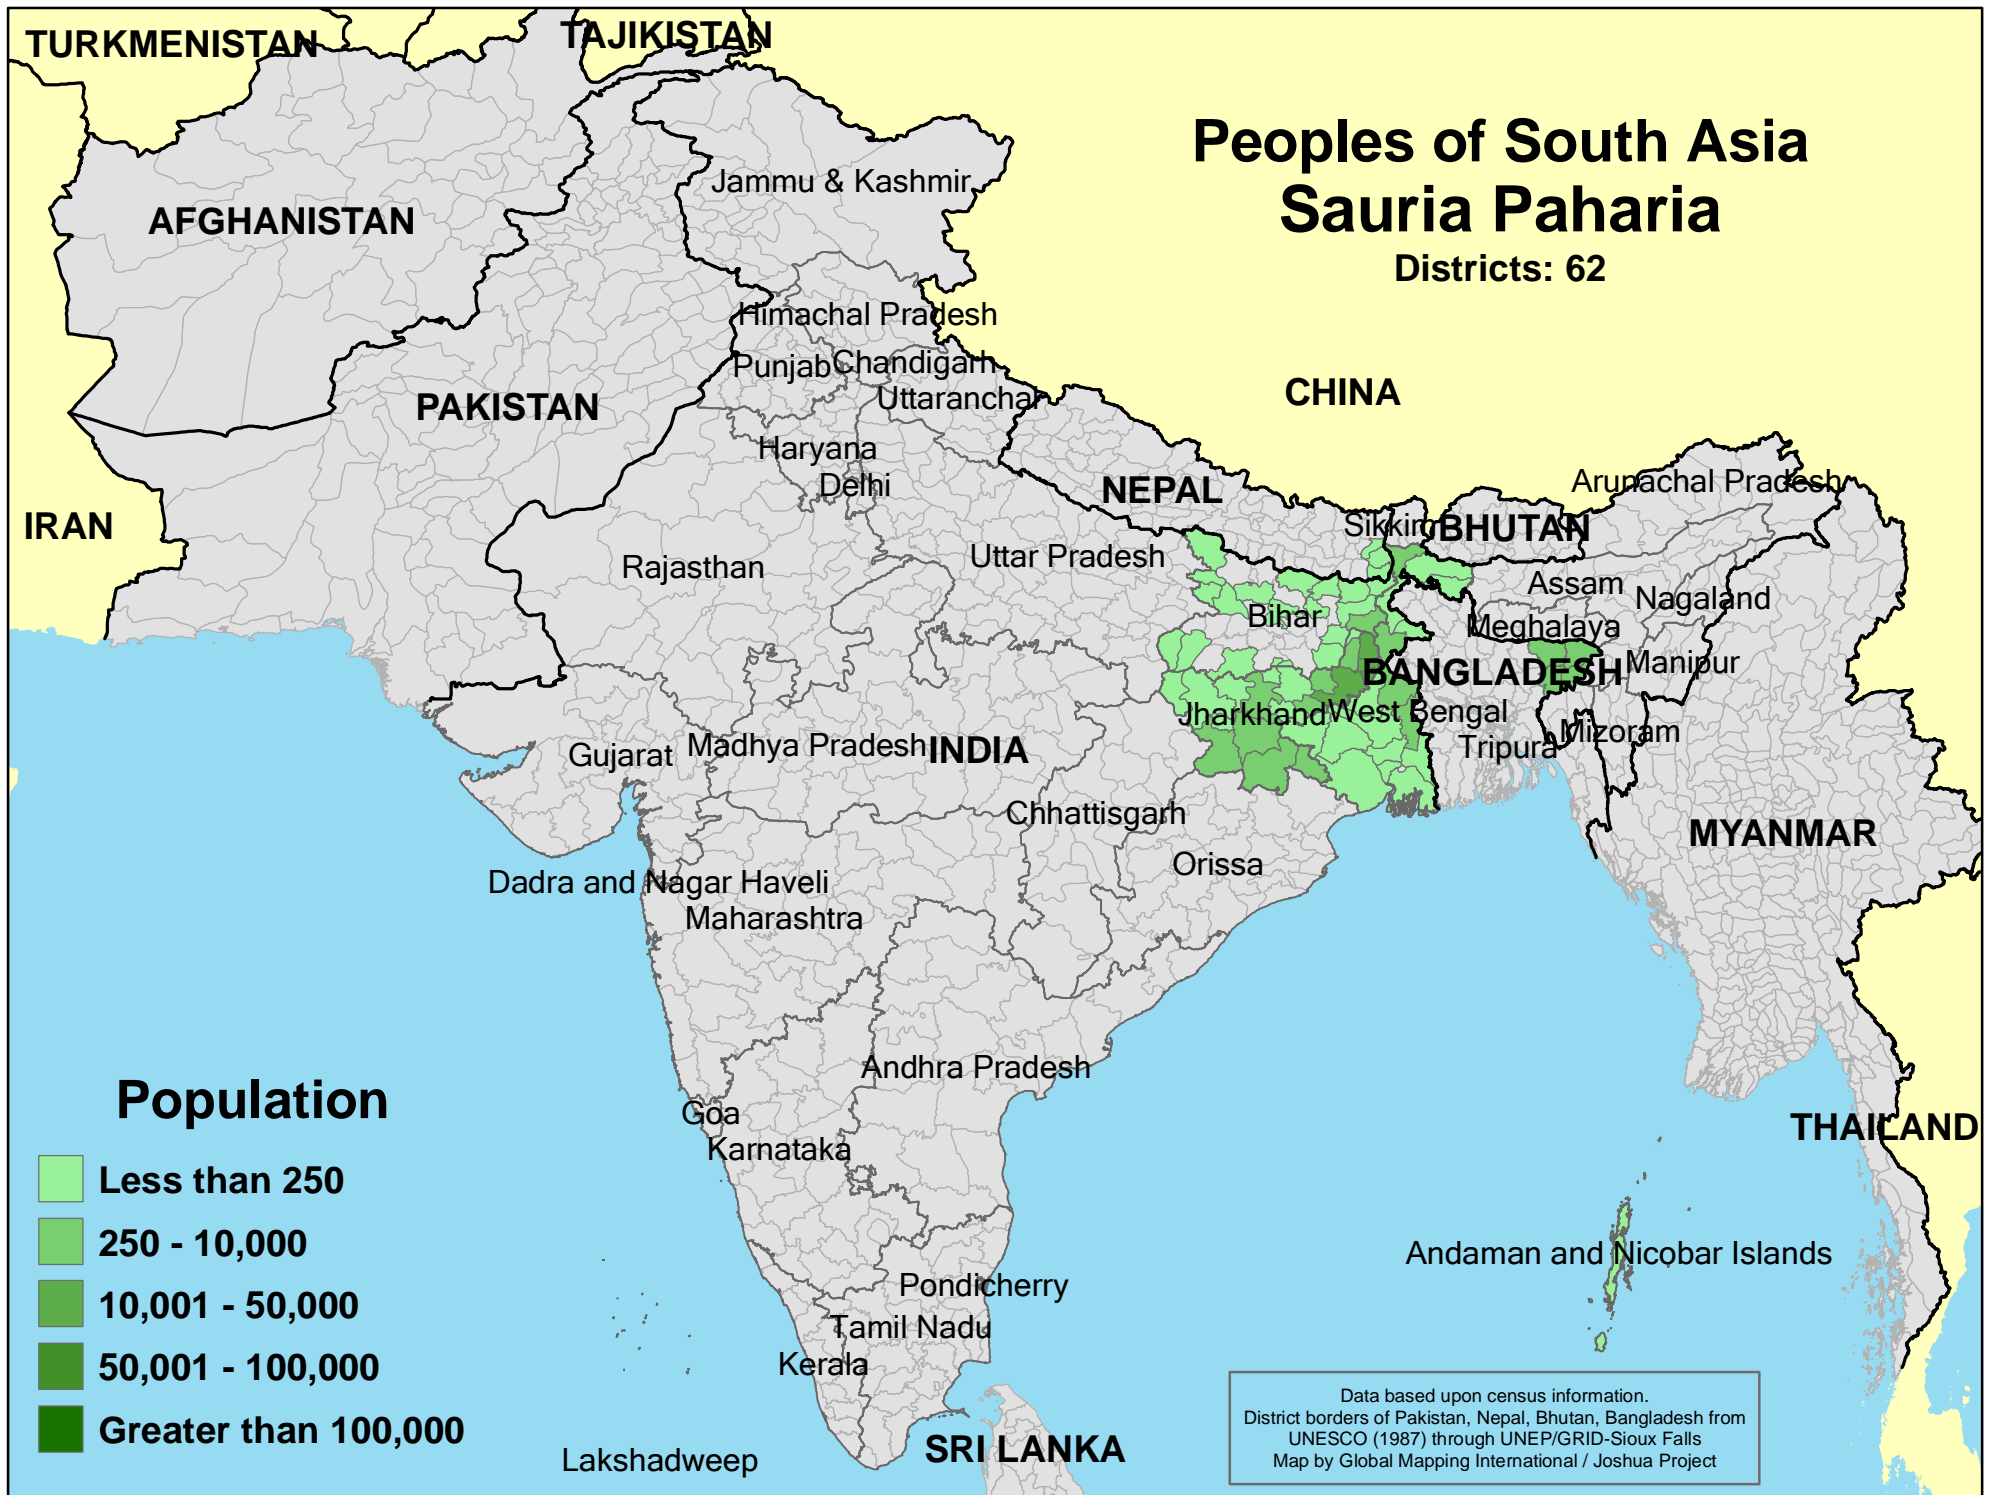 TURKMENISTAN
TAJIKISTAN
Peoples of South Asia
Sauria Paharia
Districts: 62
Jammu & Kashmir
AFGHANISTAN
Himachal Pradesh
Punjab
Chandigarh
CHINA
Uttaranchal
PAKISTAN
Haryana
Delhi
NEPAL
Arunachal Pradesh
IRAN
Sikkim
BHUTAN
Rajasthan
Uttar Pradesh
Assam
Nagaland
Bihar
Meghalaya
BANGLADESH
Manipur
Jharkhand
West Bengal
Gujarat
Madhya Pradesh
INDIA
Tripura
Mizoram
Chhattisgarh
MYANMAR
Orissa
Dadra and Nagar Haveli
Maharashtra
Andhra Pradesh
Goa
Karnataka
THAILAND
Andaman and Nicobar Islands
Pondicherry
Tamil Nadu
Kerala
Lakshadweep
SRI LANKA
Population
Less than 250
250 - 10,000
10,001 - 50,000
50,001 - 100,000
Greater than 100,000
Data based upon census information.
District borders of Pakistan, Nepal, Bhutan, Bangladesh from
UNESCO (1987) through UNEP/GRID-Sioux Falls
Map by Global Mapping International / Joshua Project